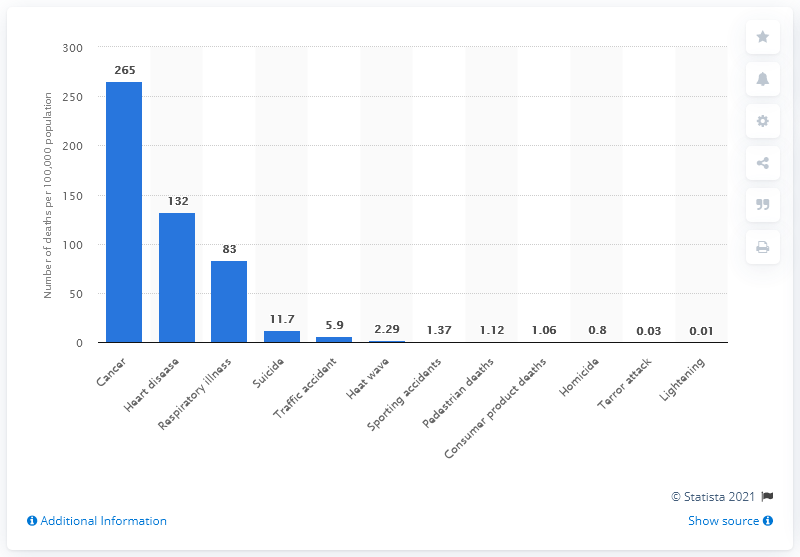 Number of deaths per 100,000 population
300
250
200
150
100
50
0
265
132
83
11.7
5.9
2.29
1.37
1.12
1.06
0.8
0.03
0.01
Cancer
Heart disease
Respiratory illness
Suicide
Traffic accident
Heat wave
Sporting accidents
Pedestrian deaths
Consumer product deaths
Homicide
Terror attack
Lightening
© Statista 2021
Additional Information
Show source